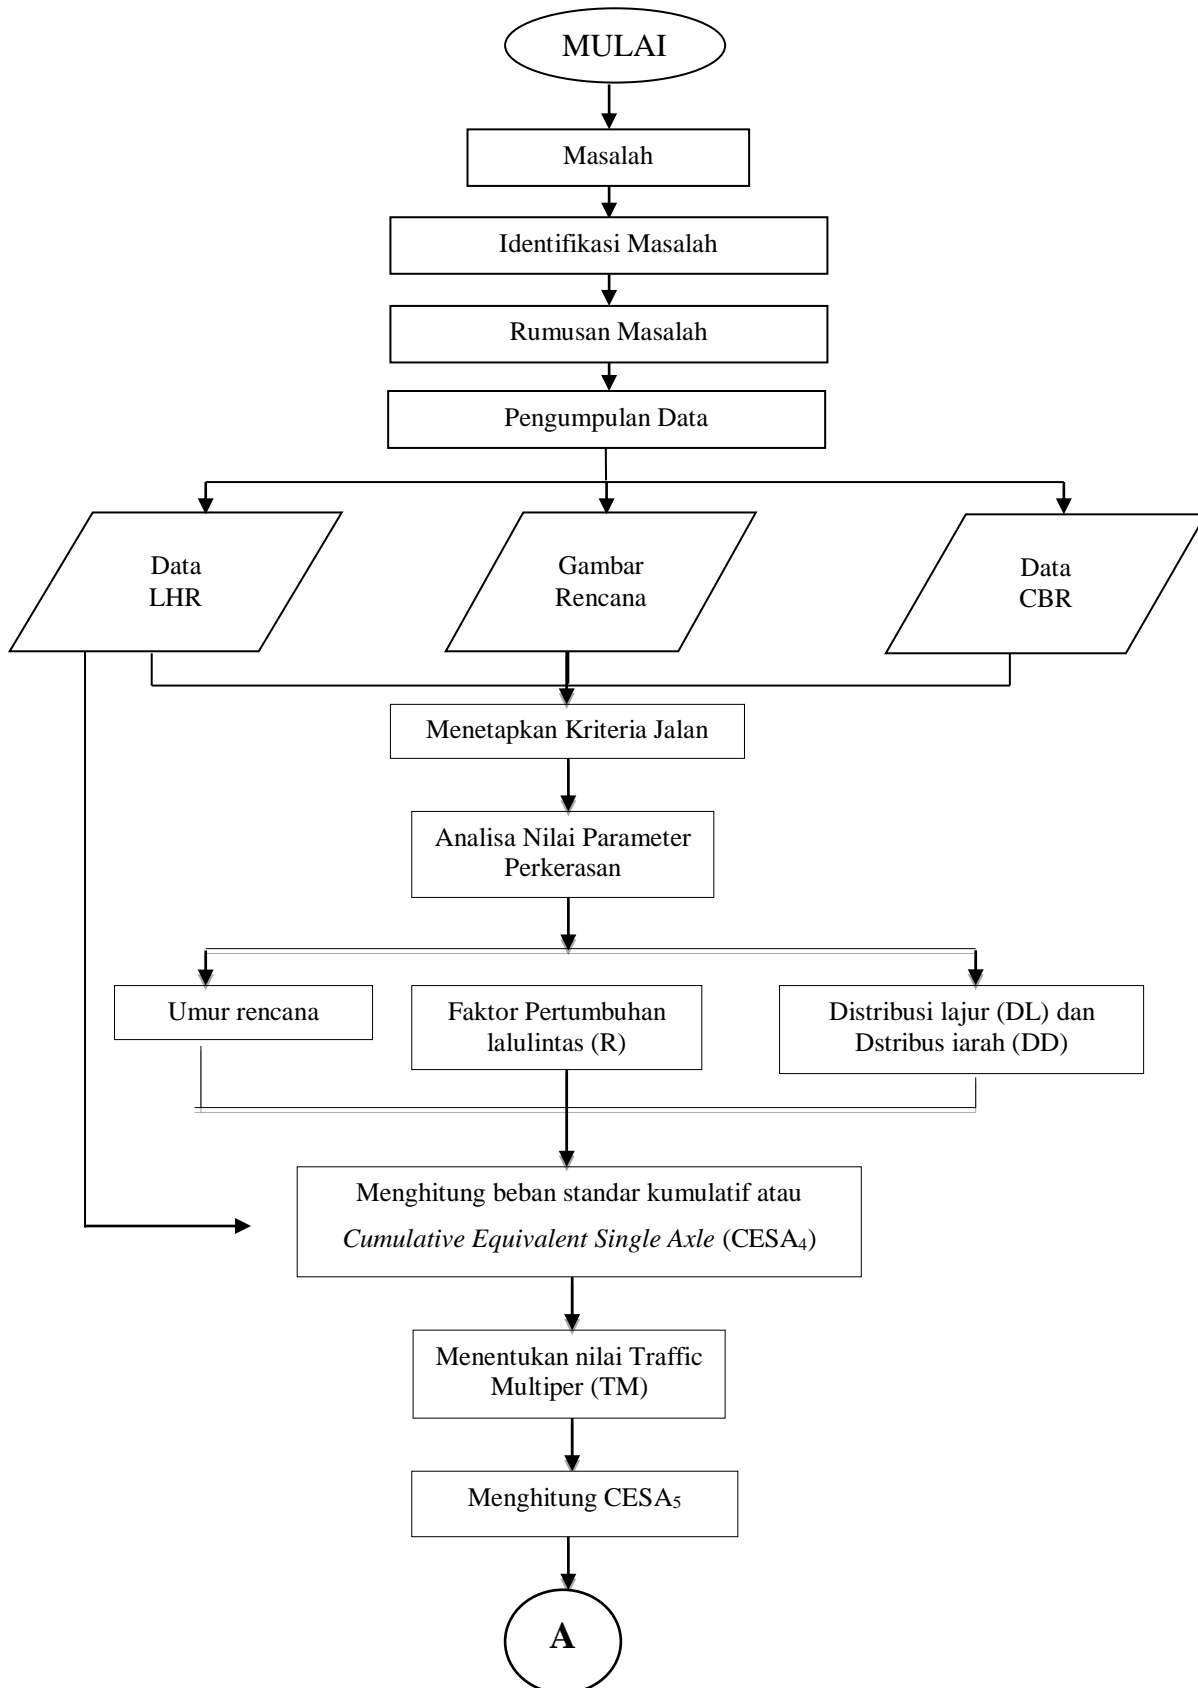 MULAI
Masalah
Identifikasi Masalah
Rumusan Masalah
Pengumpulan Data
Data
LHR
Gambar
Rencana
Data
CBR
Menetapkan Kriteria Jalan
Analisa Nilai Parameter
Perkerasan
Umur rencana
Faktor Pertumbuhan
lalulintas (R)
Distribusi lajur (DL) dan
Dstribus iarah (DD)
Menghitung beban standar kumulatif atau
Cumulative Equivalent Single Axle (CESA₄)
Menentukan nilai Traffic
Multiper (TM)
Menghitung CESA₅
A